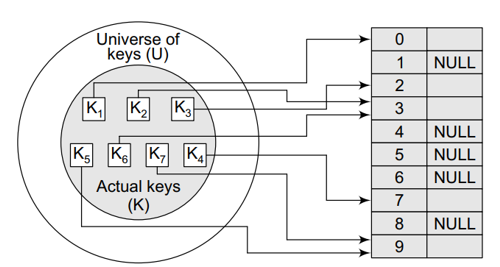 Universe of
keys (U)
K1 K2 K3
K5 K6 K7 K4
Actual keys
(K)
0
1 NULL
2
3
4 NULL
5 NULL
6 NULL
7
8 NULL
9